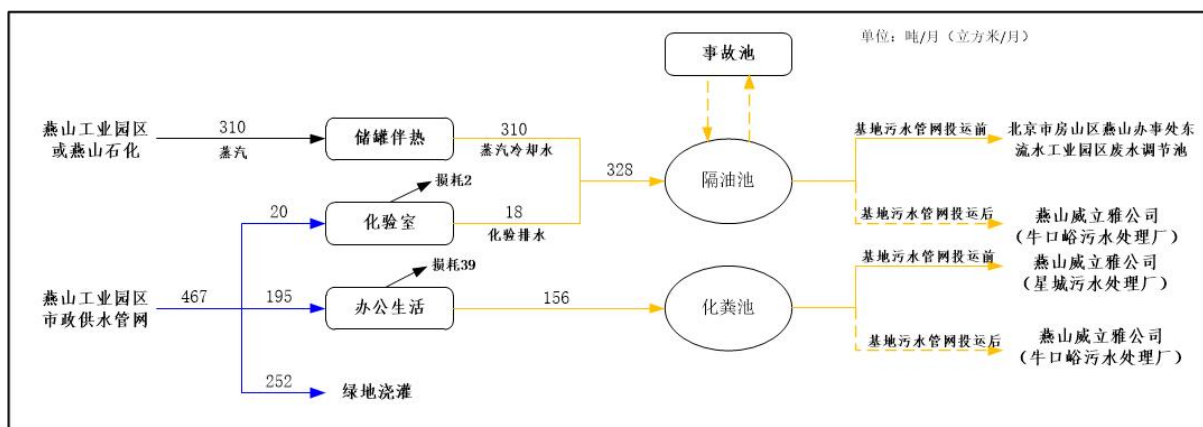 单位：吨/月（立方米/月）
事故池
燕山工业园区
或燕山石化
310
蒸汽
储罐伴热
310
蒸汽冷却水
328
隔油池
基地污水管网投运前
北京市房山区燕山办事处东
流水工业园区废水调节池
基地污水管网投运后
燕山威立雅公司
（牛口峪污水处理厂）
损耗2
20
化验室
18
化验排水
燕山工业园区
市政供水管网
467
195
损耗39
办公生活
156
化粪池
基地污水管网投运前
燕山威立雅公司
（星城污水处理厂）
基地污水管网投运后
燕山威立雅公司
（牛口峪污水处理厂）
252
绿地浇灌